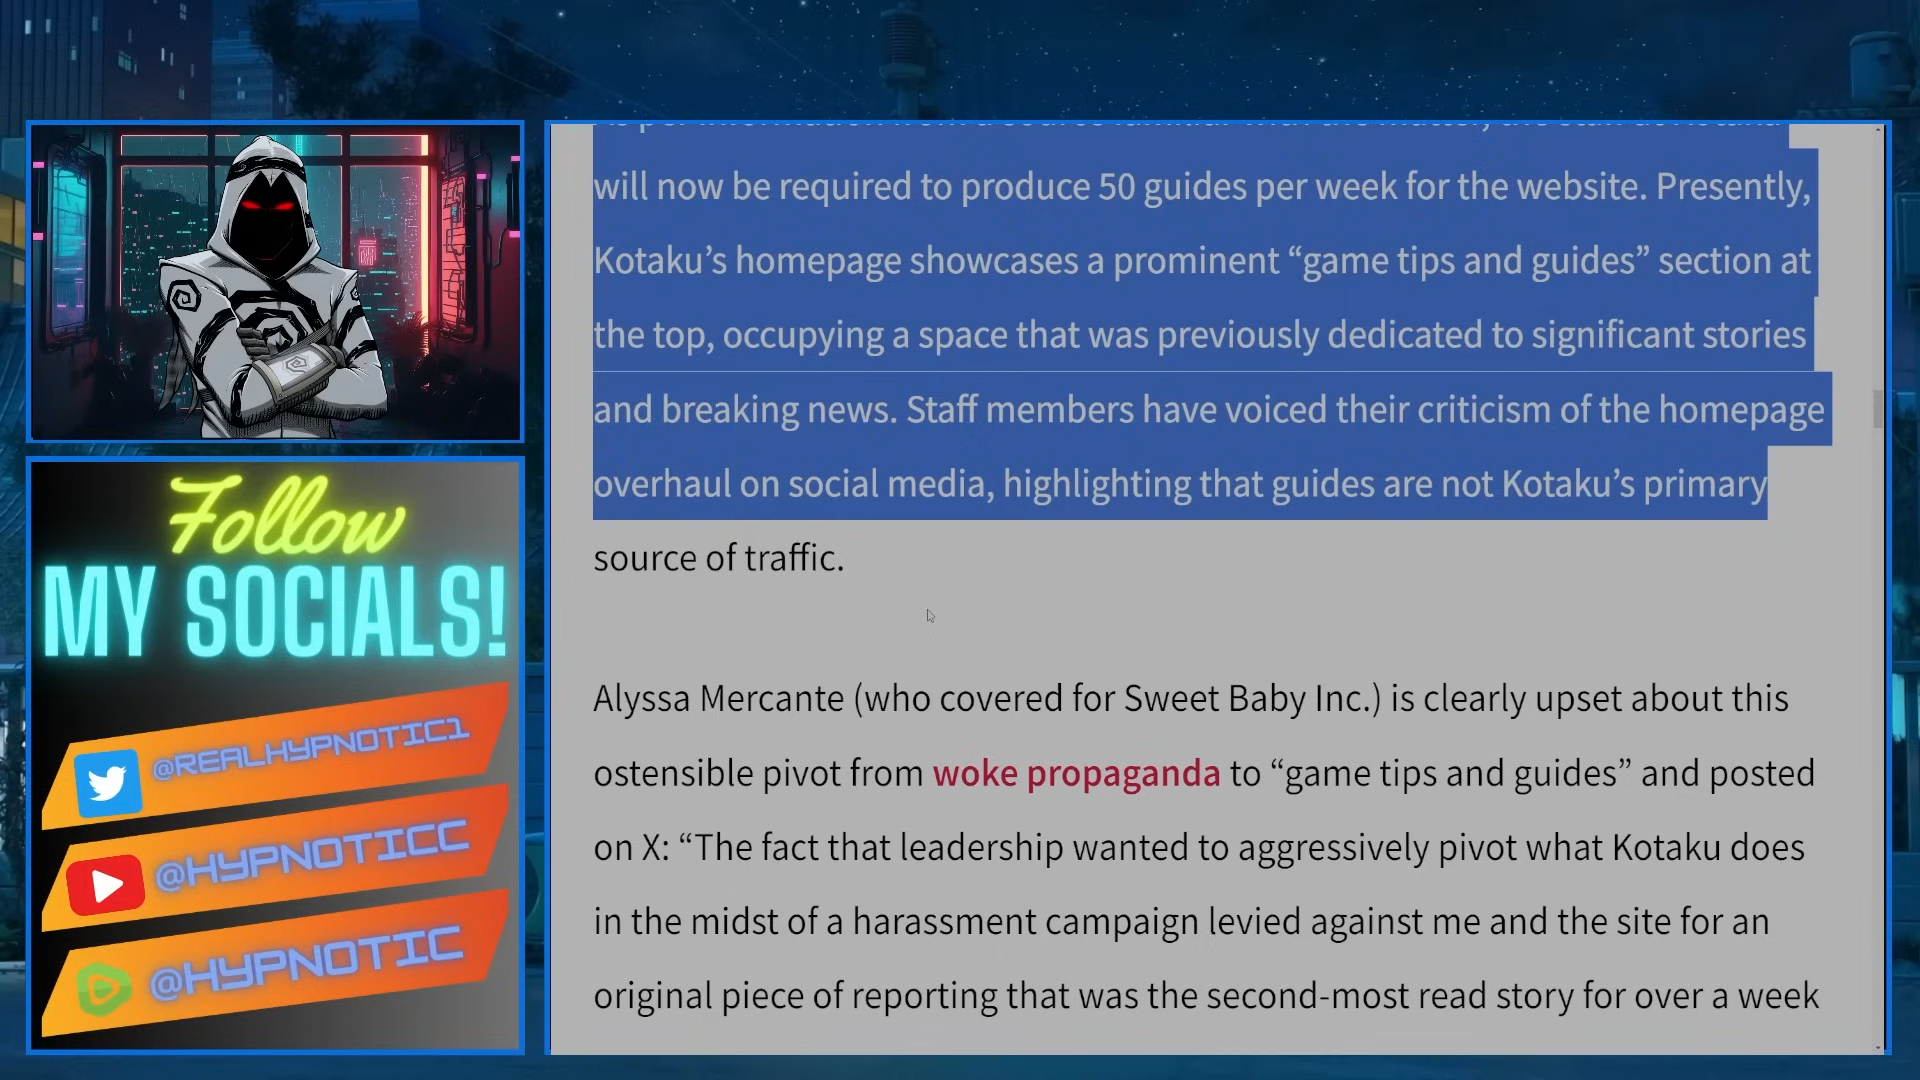 will now be required to produce 50 guides per week for the website. Presently,
Kotaku’s homepage showcases a prominent “game tips and guides” section at
the top, occupying a space that was previously dedicated to significant stories
and breaking news. Staff members have voiced their criticism of the homepage
overhaul on social media, highlighting that guides are not Kotaku’s primary
source of traffic.
Alyssa Mercante (who covered for Sweet Baby Inc.) is clearly upset about this
ostensible pivot from woke propaganda to “game tips and guides” and posted
on X: “The fact that leadership wanted to aggressively pivot what Kotaku does
in the midst of a harassment campaign levied against me and the site for an
original piece of reporting that was the second-most read story for over a week
Follow
MY SOCIALS!
@REALHYPNOTIC1
@HYPNOTICC
@HYPNOTIC